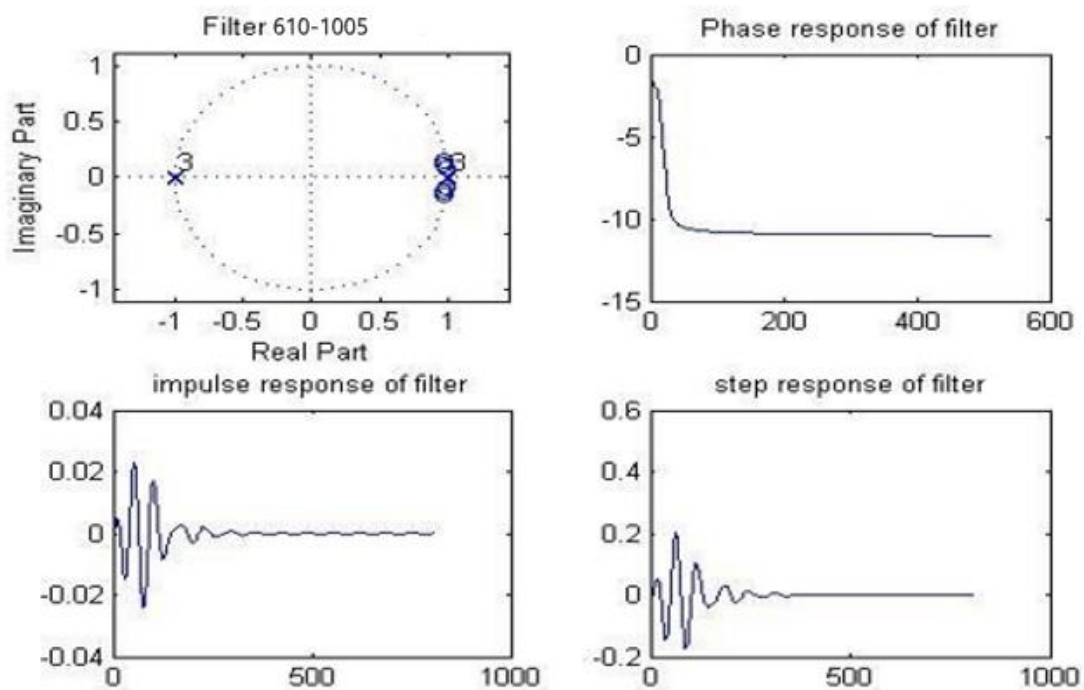 Filter 610-1005
Imaginary Part
1
0.5
0
-0.5
-1
3
3
-1 -0.5 0 0.5 1
Real Part
Phase response of filter
0
-5
-10
-15
0 200 400 600
impulse response of filter
0.04
0.02
0
-0.02
-0.04
0 500 1000
step response of filter
0.6
0.4
0.2
0
-0.2
0 500 1000